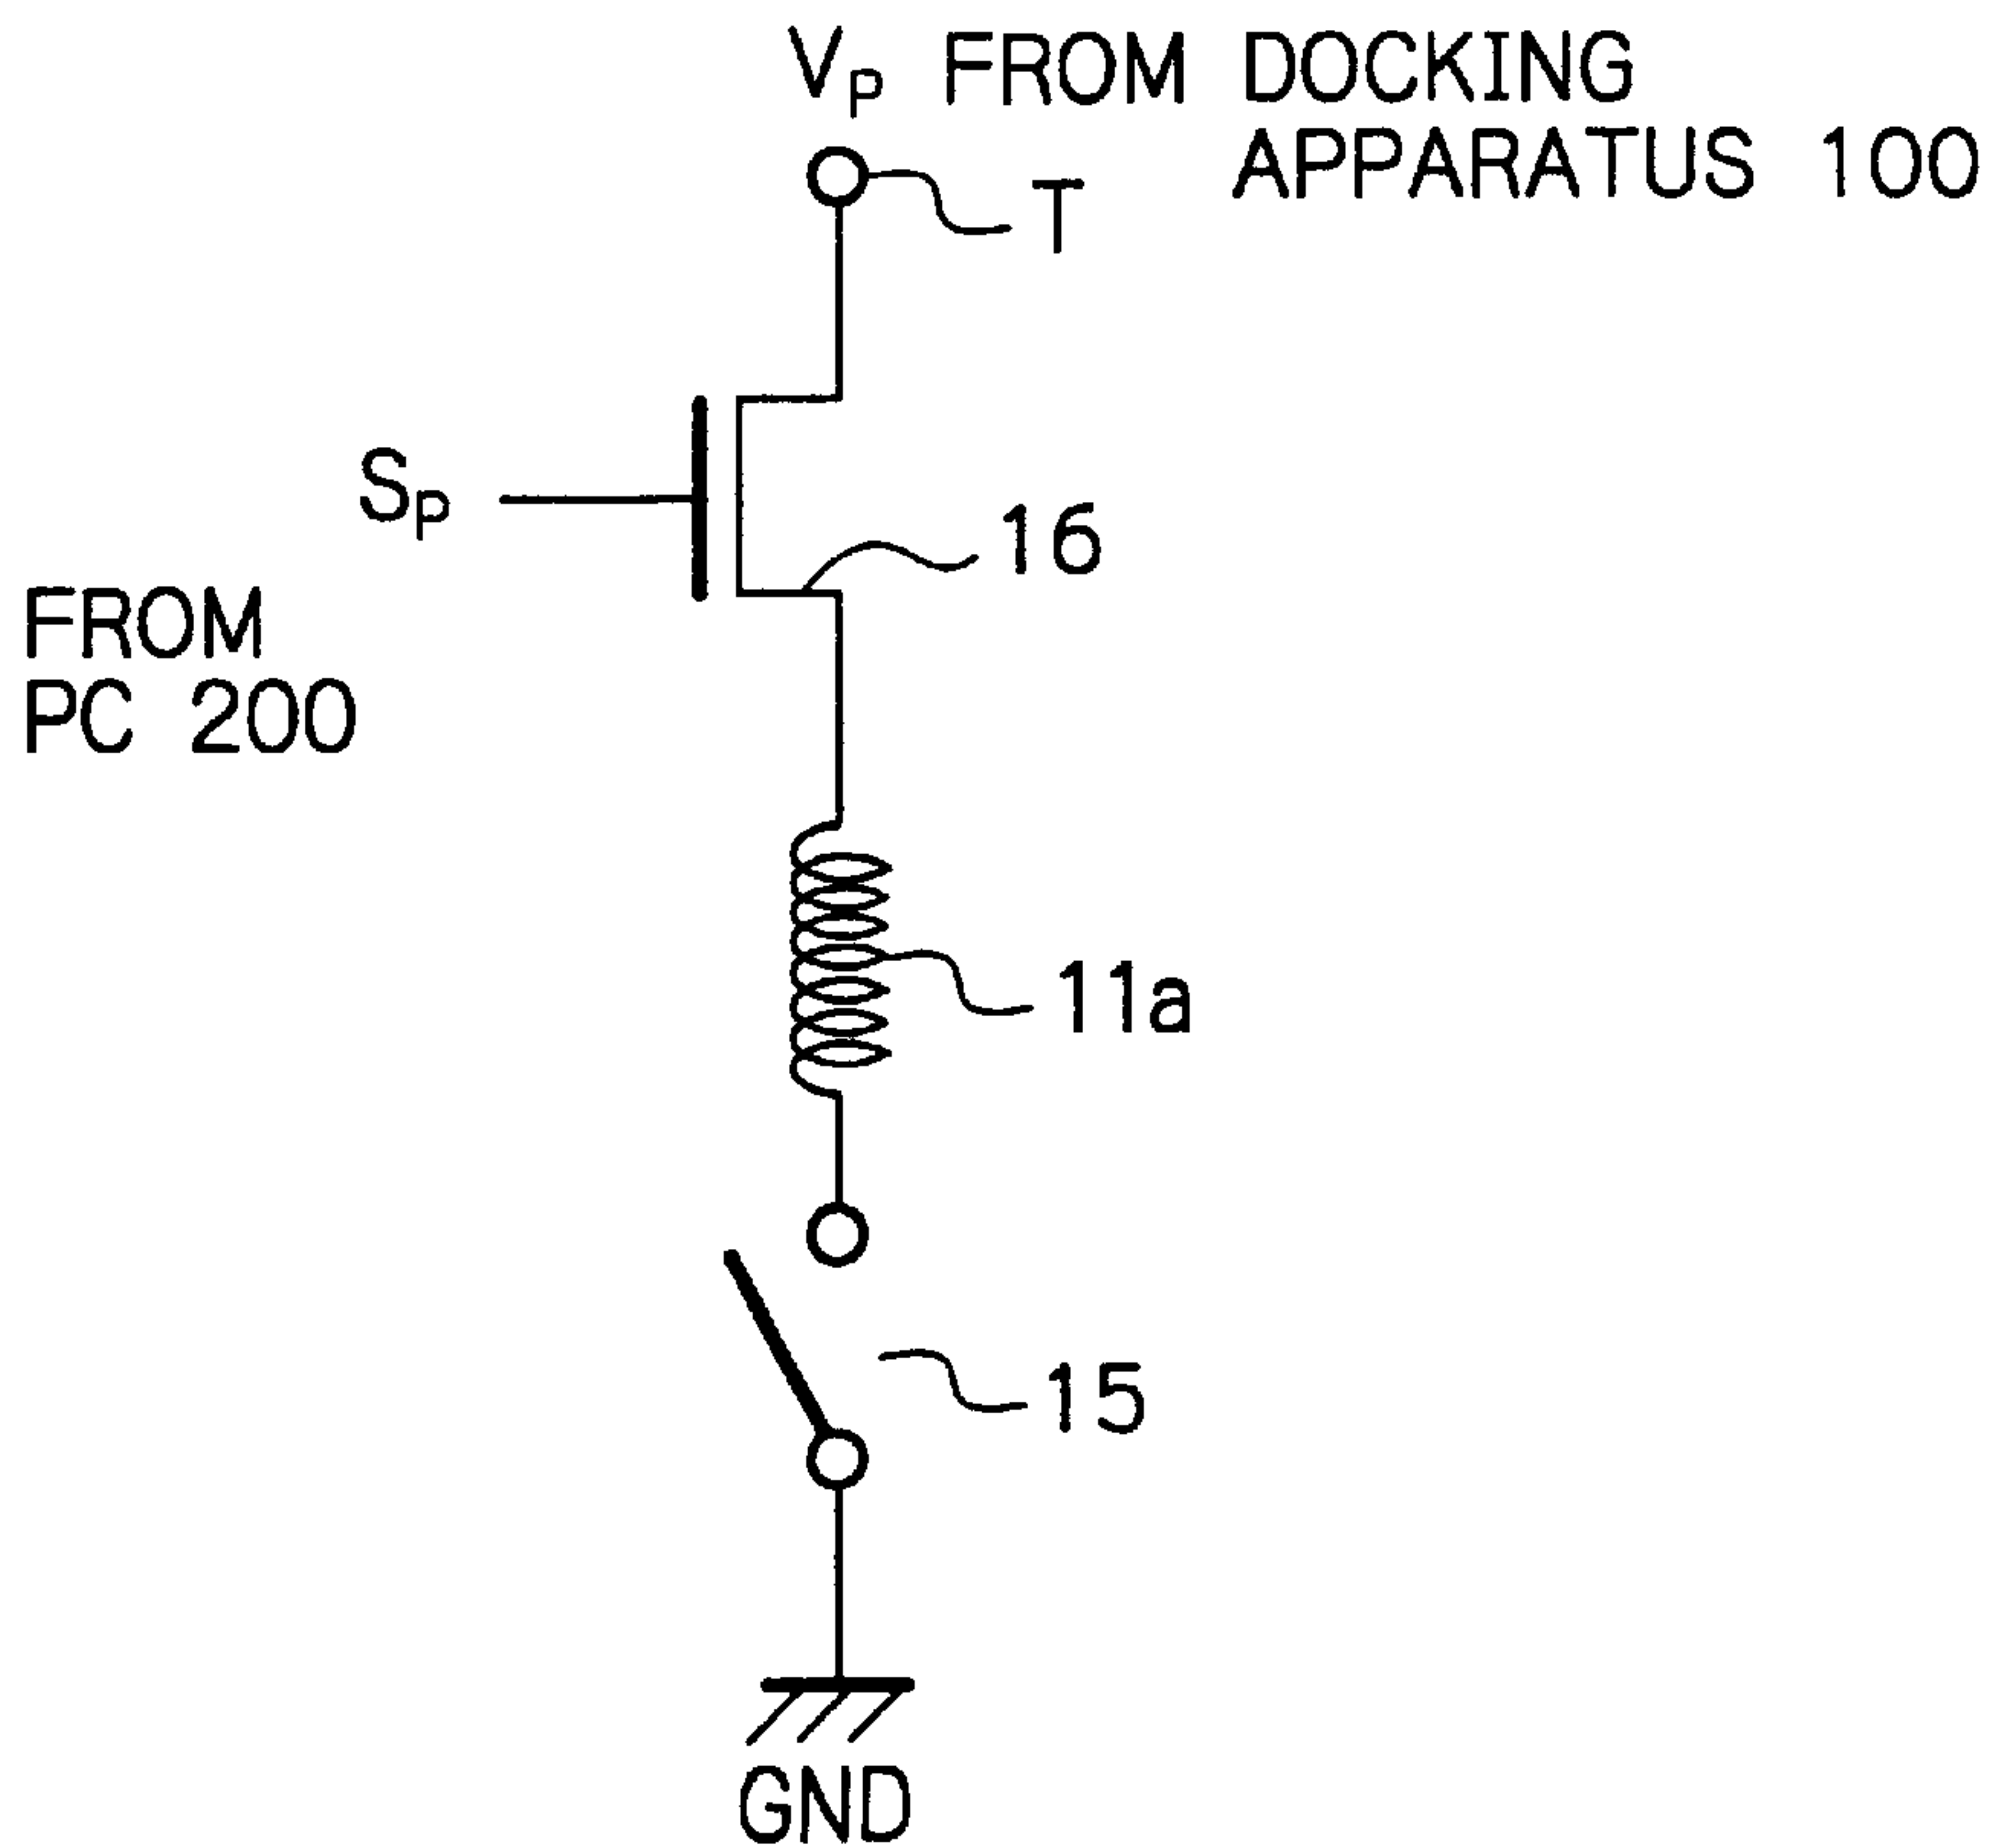 VP FROM DOCKING
APPARATUS 100
T
SP
16
FROM
PC 200
11a
15
GND